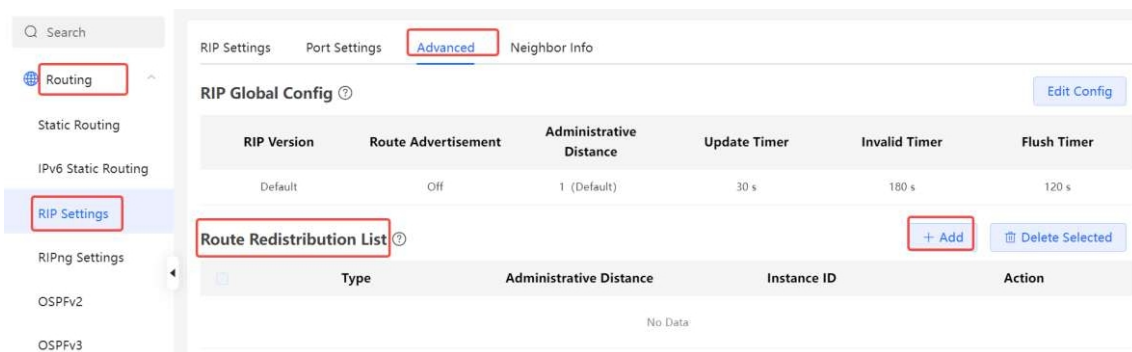 Search
Routing
Static Routing
IPv6 Static Routing
RIP Settings
RIPng Settings
OSPFv2
OSPFv3
RIP Settings Port Settings Advanced Neighbor Info
RIP Global Config ?
Edit Config
RIP Version Route Advertisement Administrative Distance Update Timer Invalid Timer Flush Timer
Default Off 1 (Default) 30 s 180 s 120 s
Route Redistribution List ?
+ Add Delete Selected
Type Administrative Distance Instance ID Action
No Data